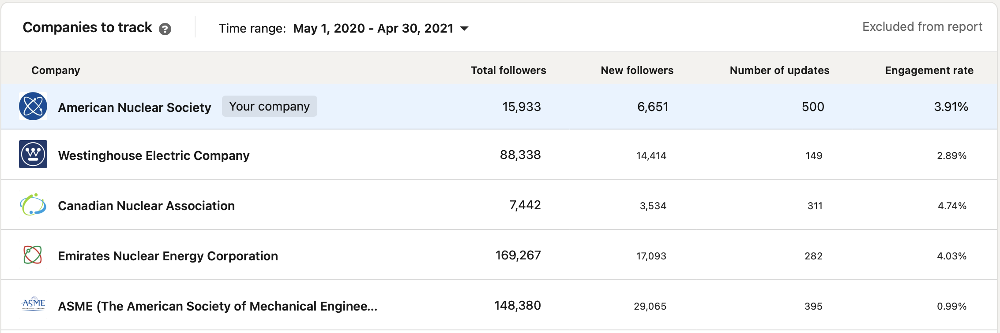 Companies to track ? Time range: May 1, 2020 - Apr 30, 2021 Excluded from report
Company Total followers New followers Number of updates Engagement rate
American Nuclear Society Your company 15,933 6,651 500 3.91%
Westinghouse Electric Company 88,338 14,414 149 2.89%
Canadian Nuclear Association 7,442 3,534 311 4.74%
Emirates Nuclear Energy Corporation 169,267 17,093 282 4.03%
ASME
SETTING THE STANDARD
ASME (The American Society of Mechanical Enginee... 148,380 29,065 395 0.99%